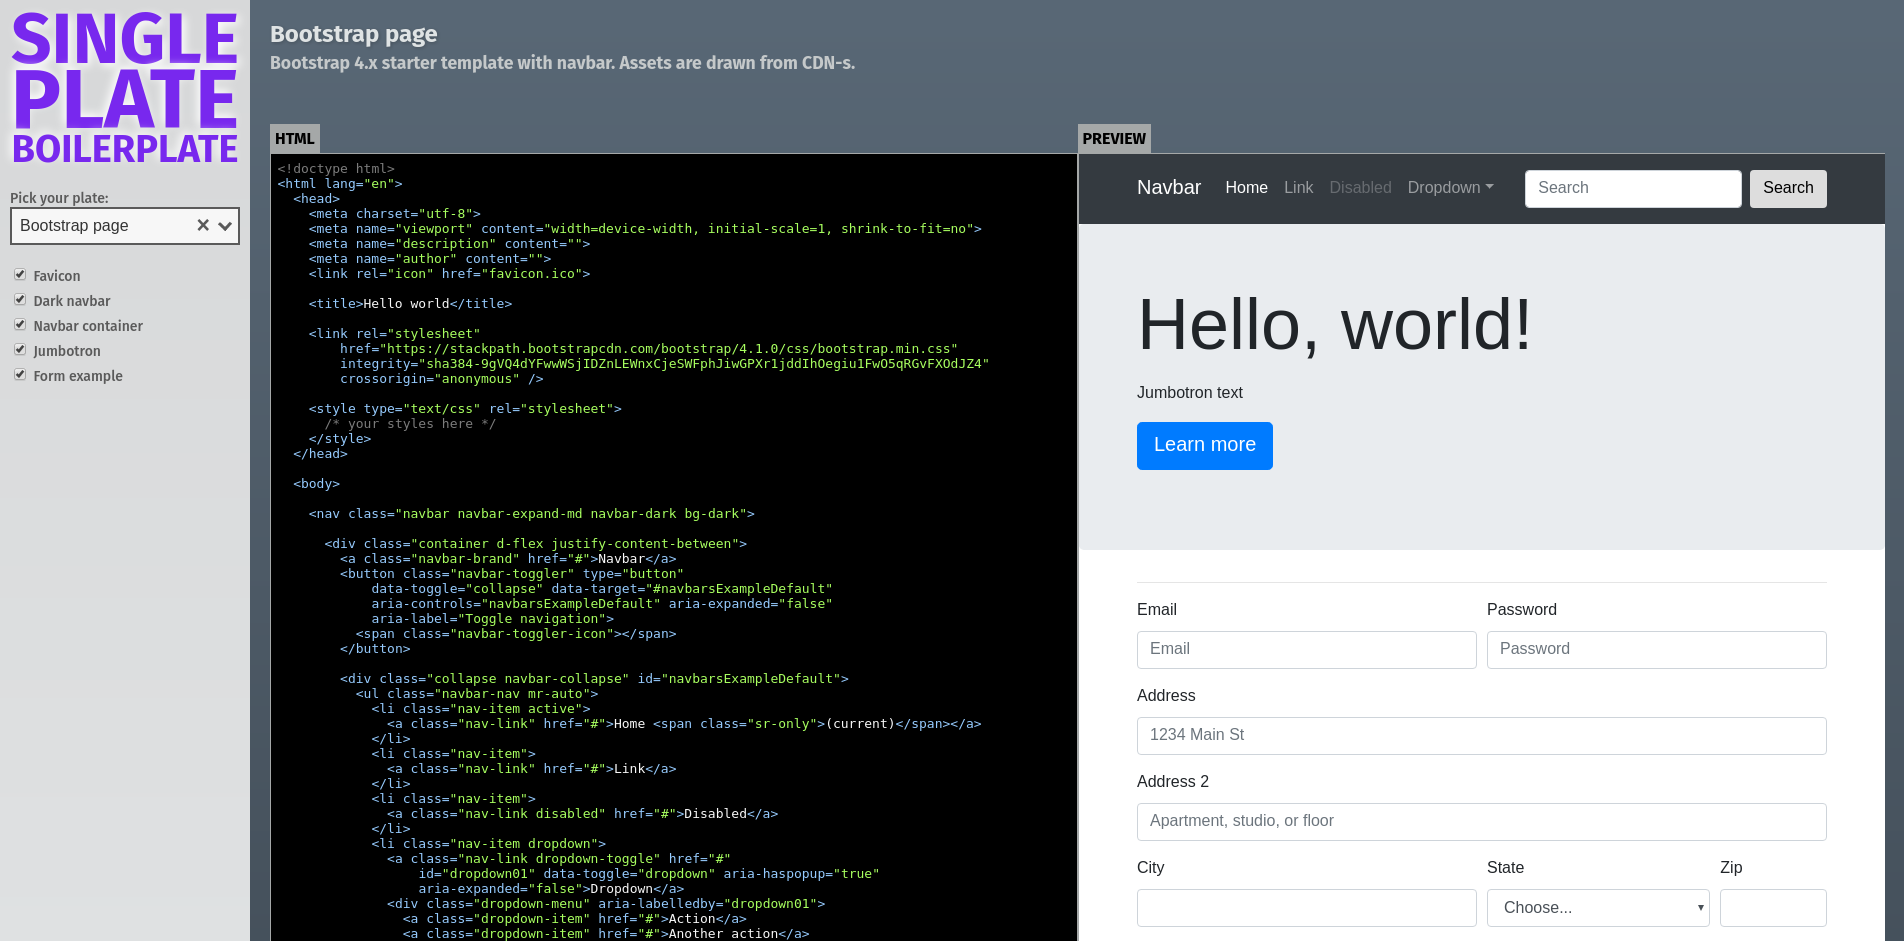 SINGLE
PLATE
BOILERPLATE
Pick your plate:
Bootstrap page
Favicon
Dark navbar
Navbar container
Jumbotron
Form example
Bootstrap page
Bootstrap 4.x starter template with navbar. Assets are drawn from CDN-s.
HTML
<!doctype html>
<html lang="en">
  <head>
    <meta charset="utf-8">
    <meta name="viewport" content="width=device-width, initial-scale=1, shrink-to-fit=no">
    <meta name="description" content="">
    <meta name="author" content="">
    <link rel="icon" href="favicon.ico">
    <title>Hello world</title>
    <link rel="stylesheet"
        href="https://stackpath.bootstrapcdn.com/bootstrap/4.1.0/css/bootstrap.min.css"
        integrity="sha384-9gVQ4dYFwwWSjIDZnLEWnxCjeSWFphJiwGPXr1jddIhOegiu1FwO5qRGvFXOdJZ4"
        crossorigin="anonymous" />
    <style type="text/css" rel="stylesheet">
      /* your styles here */
    </style>
  </head>
  <body>
    <nav class="navbar navbar-expand-md navbar-dark bg-dark">
      <div class="container d-flex justify-content-between">
        <a class="navbar-brand" href="#">Navbar</a>
        <button class="navbar-toggler" type="button"
            data-toggle="collapse" data-target="#navbarsExampleDefault"
            aria-controls="navbarsExampleDefault" aria-expanded="false"
            aria-label="Toggle navigation">
          <span class="navbar-toggler-icon"></span>
        </button>
        <div class="collapse navbar-collapse" id="navbarsExampleDefault">
          <ul class="navbar-nav mr-auto">
            <li class="nav-item active">
              <a class="nav-link" href="#">Home <span class="sr-only">(current)</span></a>
            </li>
            <li class="nav-item">
              <a class="nav-link" href="#">Link</a>
            </li>
            <li class="nav-item">
              <a class="nav-link disabled" href="#">Disabled</a>
            </li>
            <li class="nav-item dropdown">
              <a class="nav-link dropdown-toggle" href="#"
                  id="dropdown01" data-toggle="dropdown" aria-haspopup="true"
                  aria-expanded="false">Dropdown</a>
              <div class="dropdown-menu" aria-labelledby="dropdown01">
                <a class="dropdown-item" href="#">Action</a>
                <a class="dropdown-item" href="#">Another action</a>
PREVIEW
Navbar Home Link Disabled Dropdown Search Search
Hello, world!
Jumbotron text
Learn more
Email Password
Email Password
Address
1234 Main St
Address 2
Apartment, studio, or floor
City State Zip
Choose...